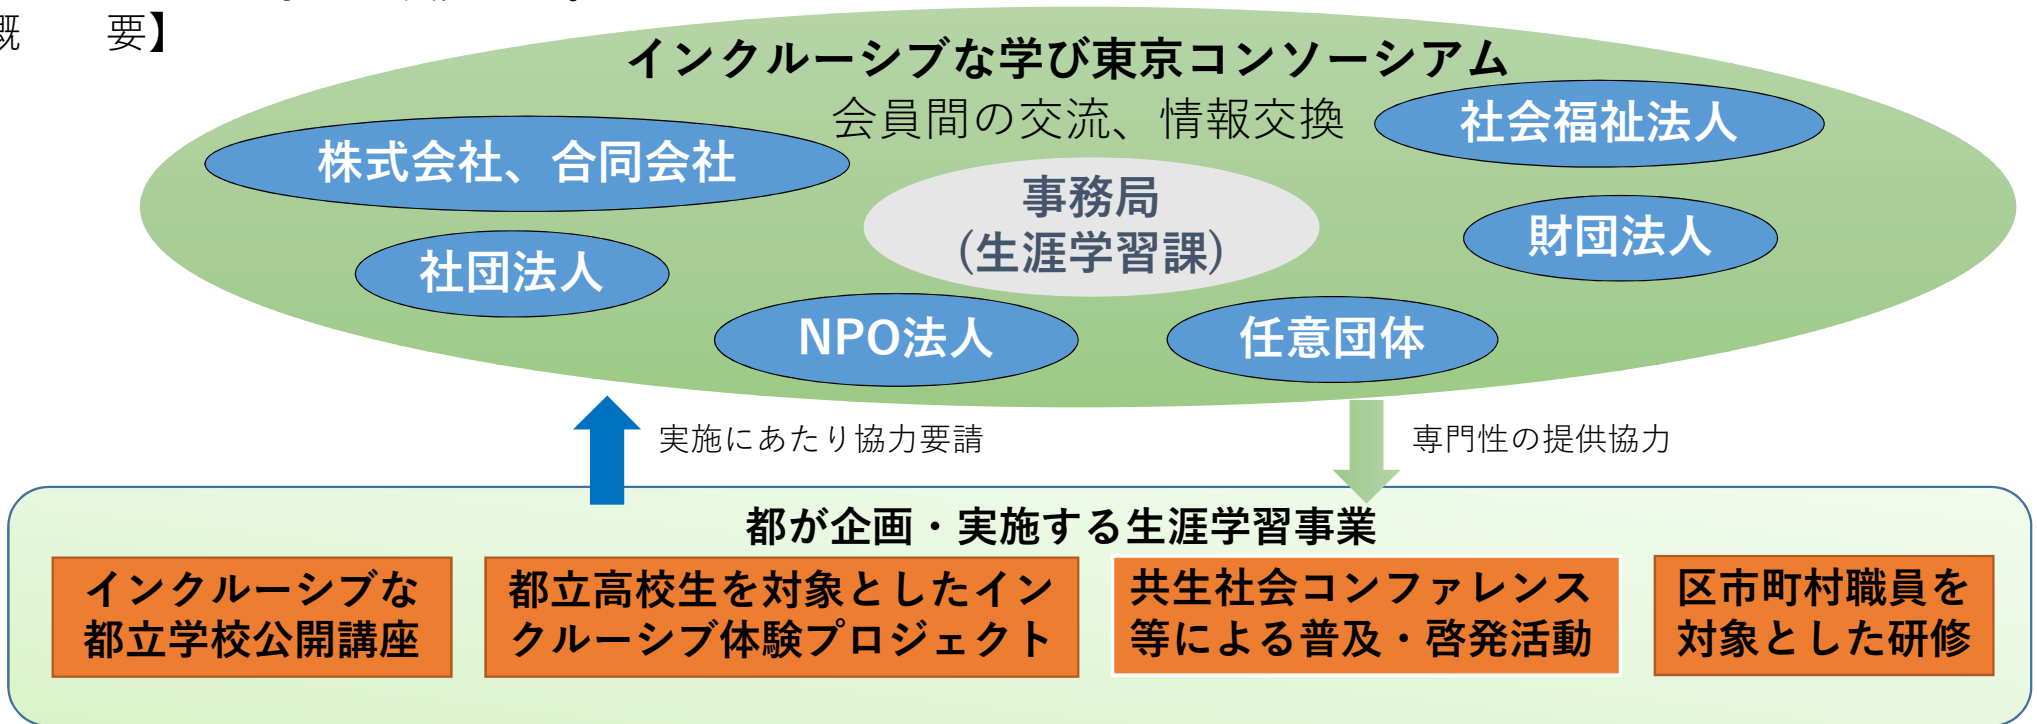 概　　要】
インクルーシブな学び東京コンソーシアム
会員間の交流、情報交換
株式会社、合同会社
社会福祉法人
事務局
(生涯学習課)
社団法人
財団法人
NPO法人
任意団体
実施にあたり協力要請
専門性の提供協力
都が企画・実施する生涯学習事業
インクルーシブな
都立学校公開講座
都立高校生を対象としたイン
クルーシブ体験プロジェクト
共生社会コンファレンス
等による普及・啓発活動
区市町村職員を
対象とした研修